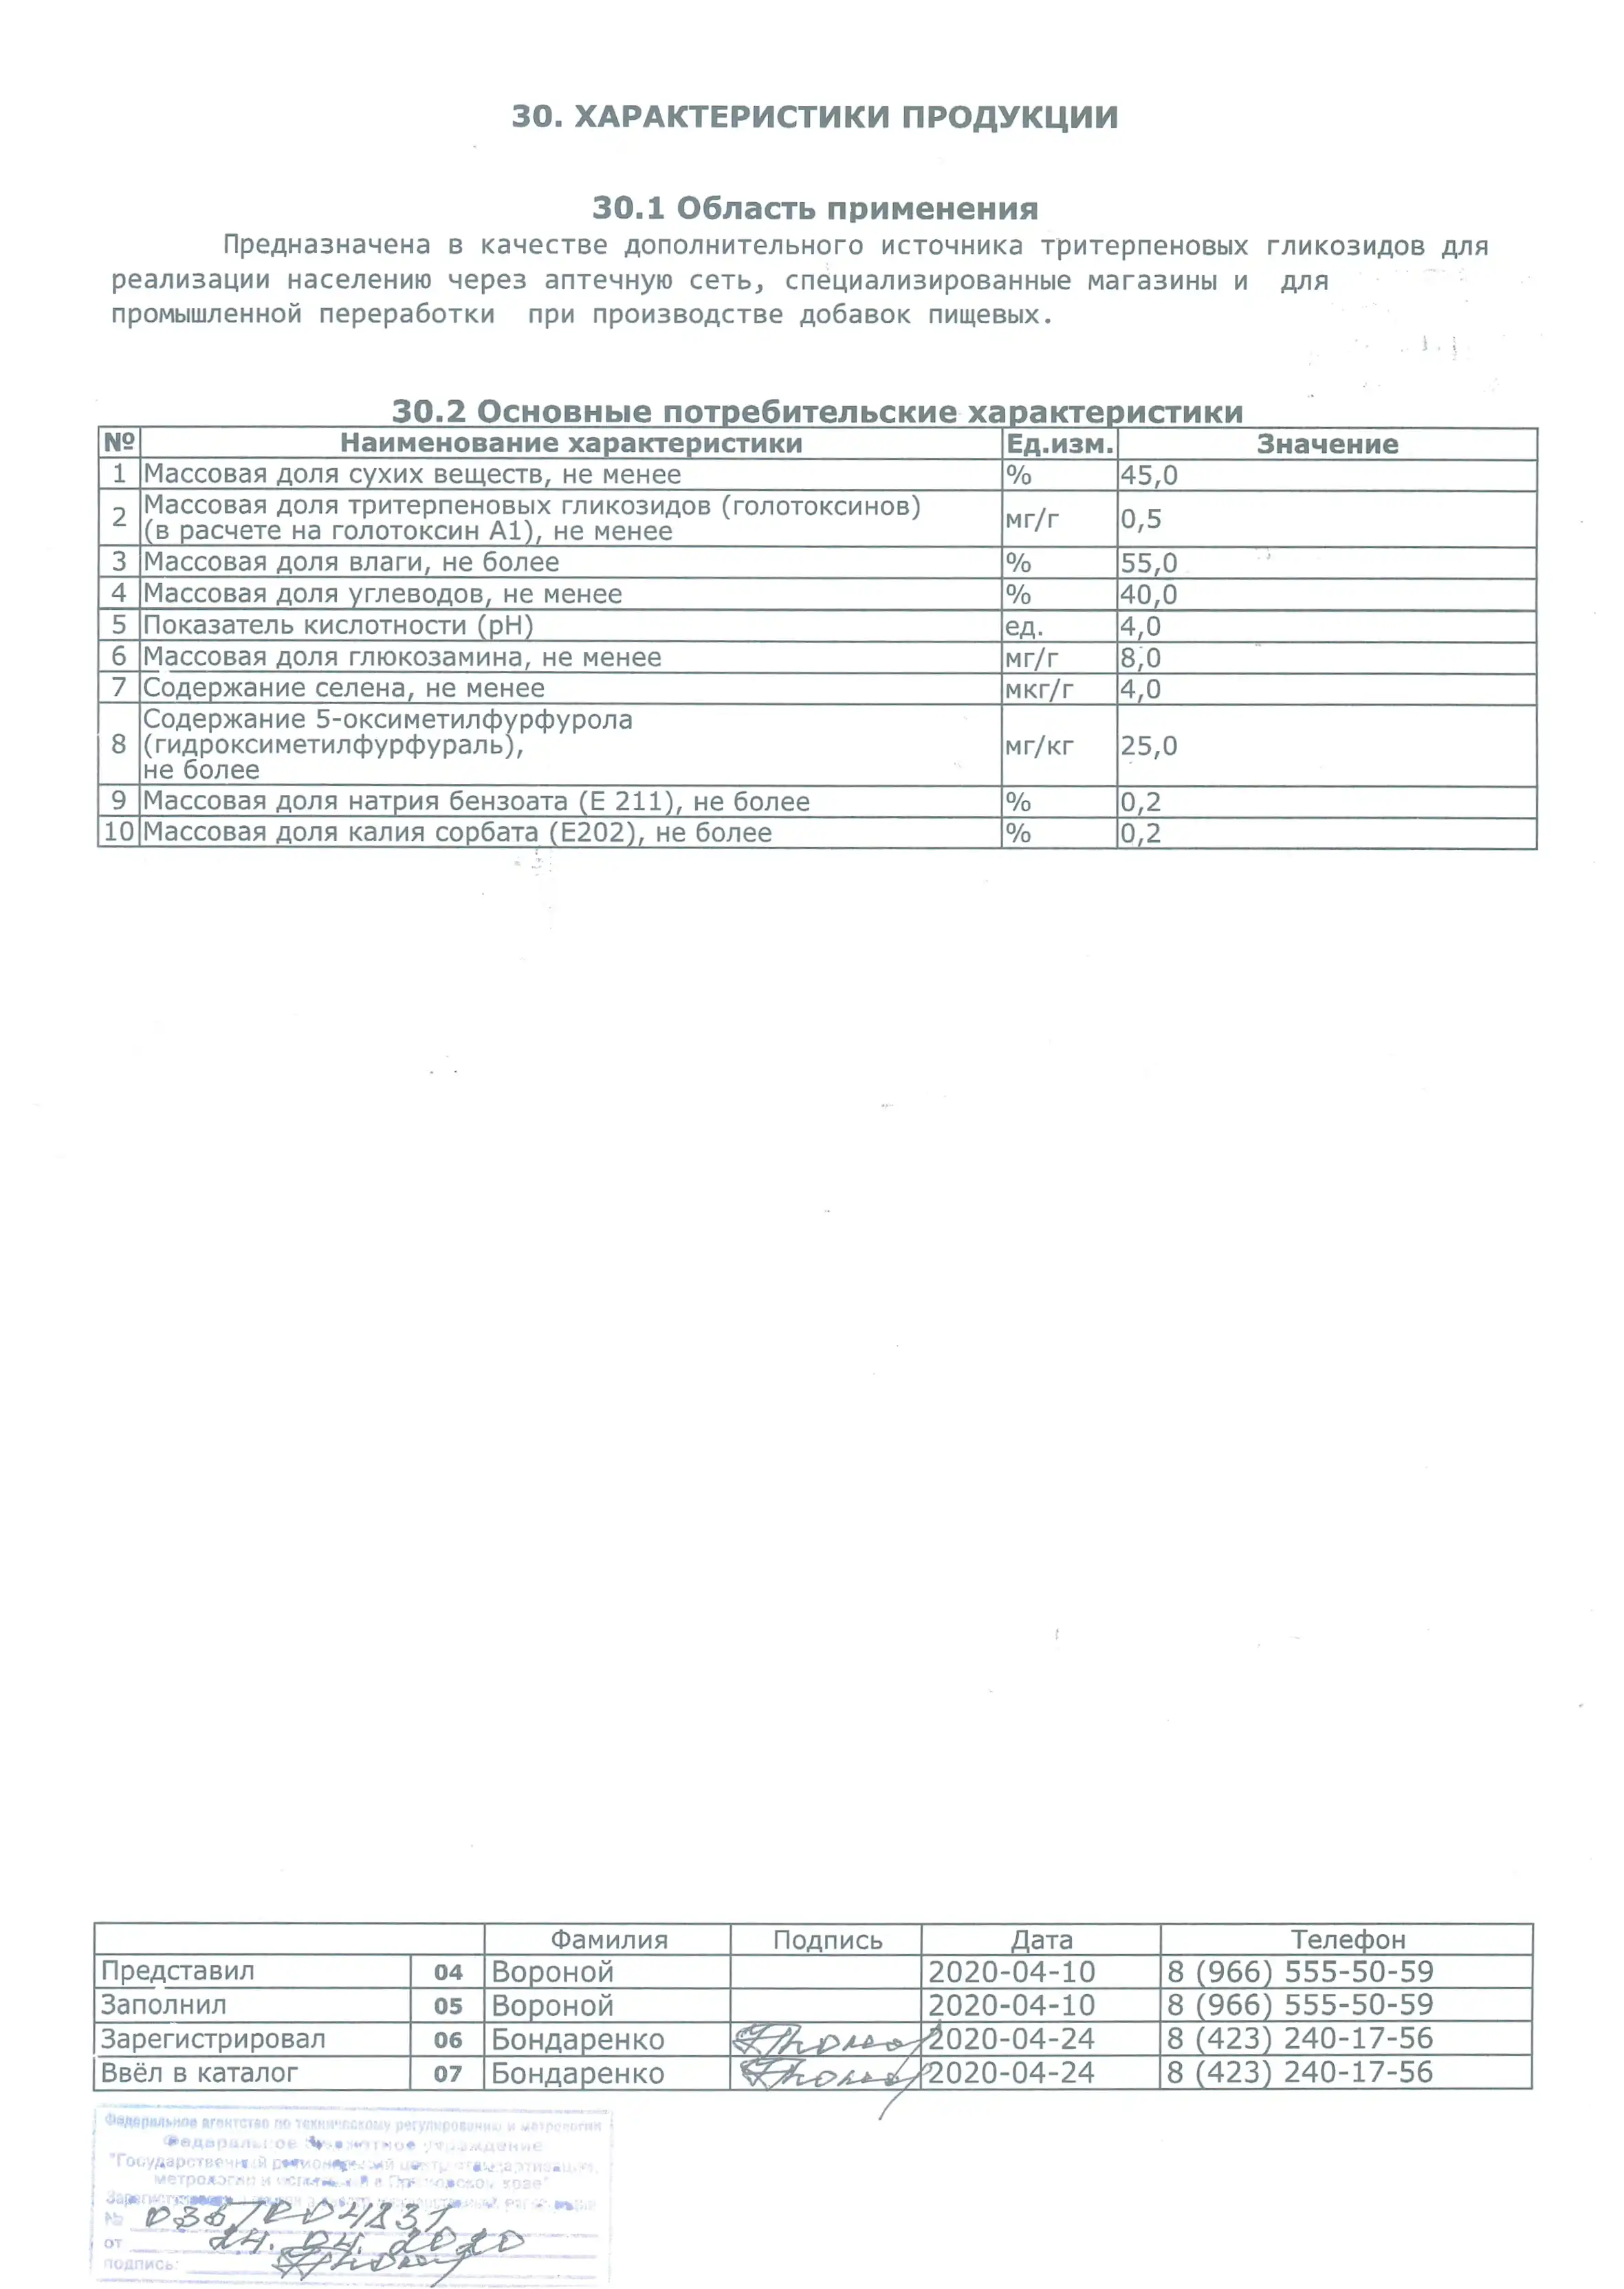 30. ХАРАКТЕРИСТИКИ ПРОДУКЦИИ
30.1 Область применения
Предназначена в качестве дополнительного источника тритерпеновых гликозидов для
реализации населению через аптечную сеть, специализированные магазины и для
промышленной переработки при производстве добавок пищевых.
30.2 Основные потребительские характеристики
№ Наименование характеристики Ед.изм. Значение
1 Массовая доля сухих веществ, не менее % 45,0
2 Массовая доля тритерпеновых гликозидов (голотоксинов)
(в расчете на голотоксин А1), не менее мг/г 0,5
3 Массовая доля влаги, не более % 55,0
4 Массовая доля углеводов, не менее % 40,0
5 Показатель кислотности (рН) ед. 4,0
6 Массовая доля глюкозамина, не менее мг/г 8,0
7 Содержание селена, не менее мкг/г 4,0
8 Содержание 5-оксиметилфурфурола
(гидроксиметилфурфураль), мг/кг 25,0
не более
9 Массовая доля натрия бензоата (Е 211), не более % 0,2
10 Массовая доля калия сорбата (Е202), не более % 0,2
Фамилия Подпись Дата Телефон
Представил 04 Вороной 2020-04-10 8 (966) 555-50-59
Заполнил 05 Вороной 2020-04-10 8 (966) 555-50-59
Зарегистрировал 06 Бондаренко 2020-04-24 8 (423) 240-17-56
Ввёл в каталог 07 Бондаренко 2020-04-24 8 (423) 240-17-56
Федеральное агентство по техническому регулированию и метрологии
Федеральное бюджетное учреждение
"Государственный региональный центр стандартизации,
метрологии и испытаний в Приморском крае"
№
от 24.04.2020
подпись: